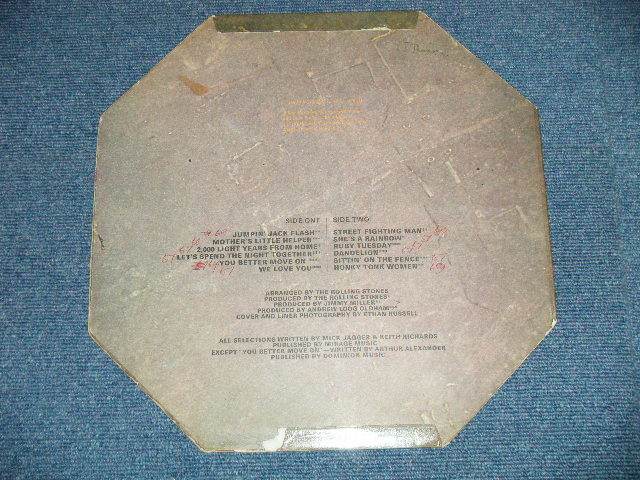 SIDE ONE
JUMPIN' JACK FLASH
MOTHER'S LITTLE HELPER
2,000 LIGHT YEARS FROM HOME
LET'S SPEND THE NIGHT TOGETHER
YOU BETTER MOVE ON
WE LOVE YOU
SIDE TWO
STREET FIGHTING MAN
SHE'S A RAINBOW
RUBY TUESDAY
DANDELION
SITTIN' ON THE FENCE
HONKY TONK WOMEN
ARRANGED BY THE ROLLING STONES
PRODUCED BY THE ROLLING STONES
PRODUCED BY JIMMY MILLER
PRODUCED BY ANDREW LOOG OLDHAM
COVER AND LINER PHOTOGRAPHY BY ETHAN RUSSELL
ALL SELECTIONS WRITTEN BY MICK JAGGER & KEITH RICHARDS
PUBLISHED BY MIRAGE MUSIC
EXCEPT "YOU BETTER MOVE ON"—WRITTEN BY ARTHUR ALEXANDER
PUBLISHED BY DOMINION MUSIC